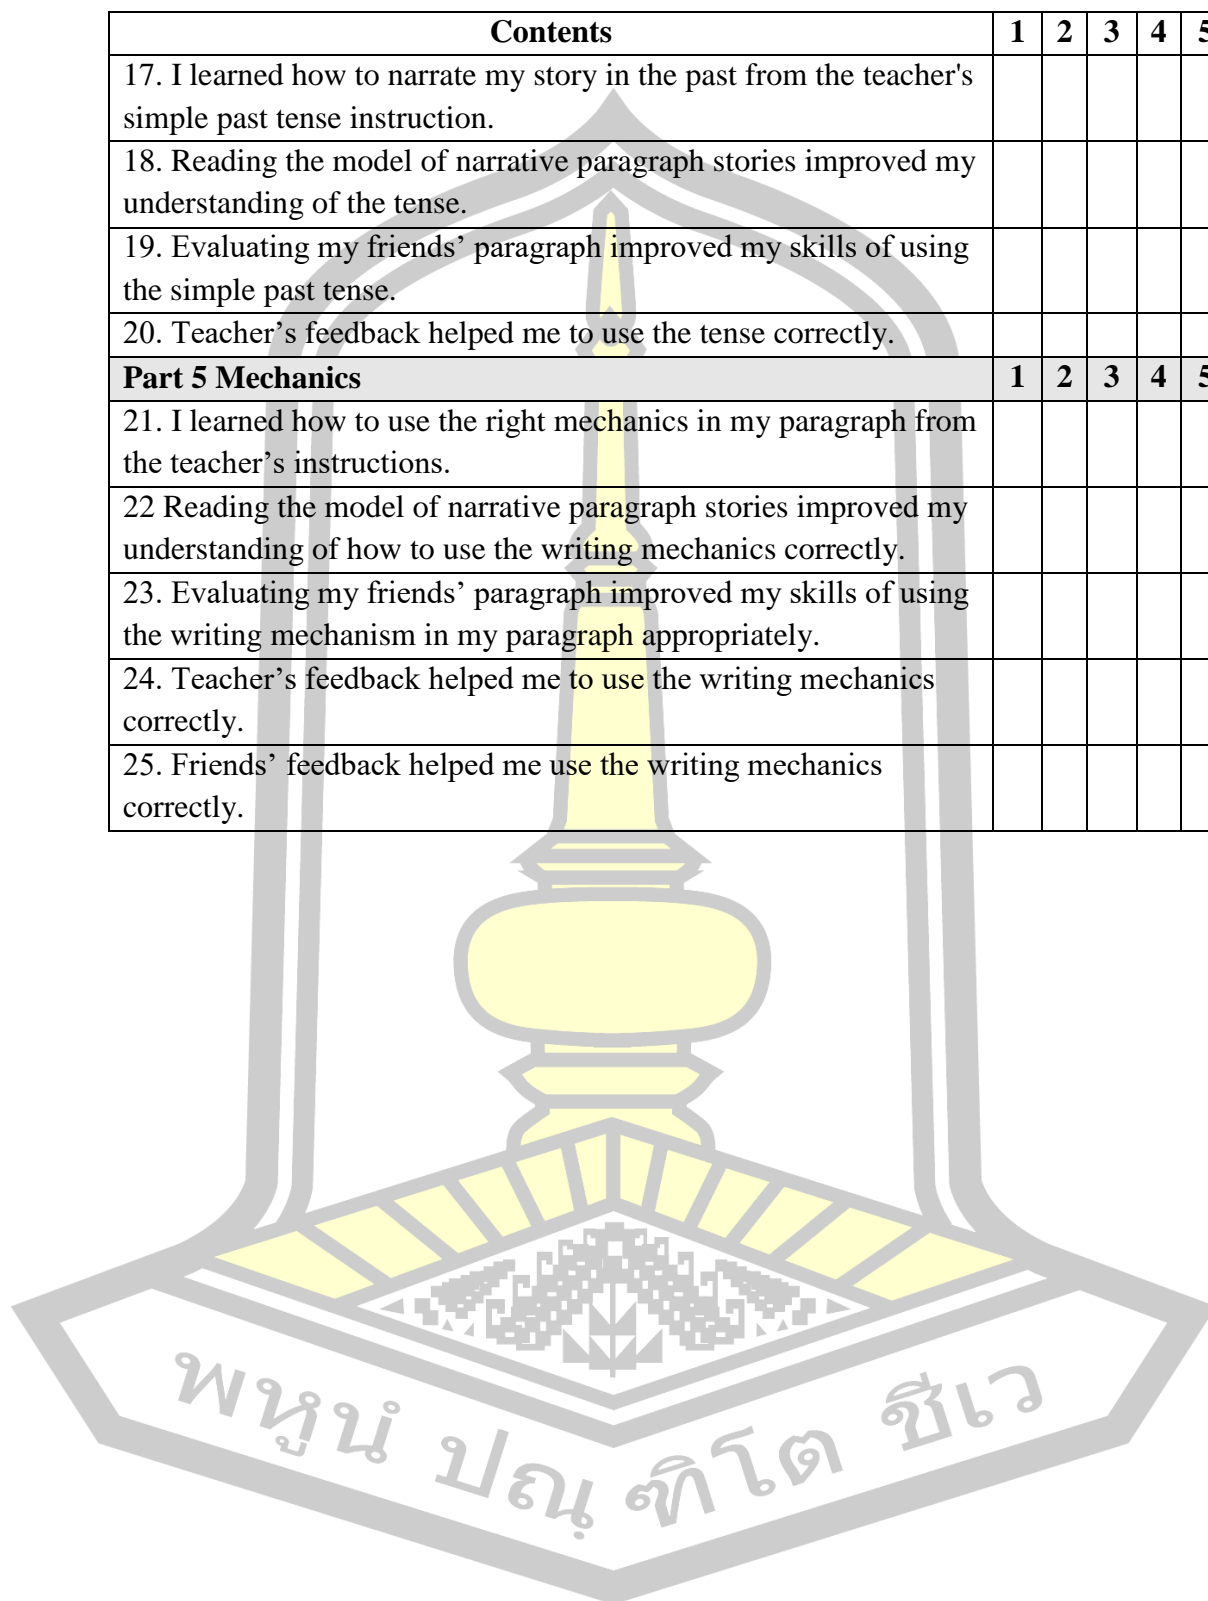 Contents 1 2 3 4 5
17. I learned how to narrate my story in the past from the teacher's
simple past tense instruction.
18. Reading the model of narrative paragraph stories improved my
understanding of the tense.
19. Evaluating my friends’ paragraph improved my skills of using
the simple past tense.
20. Teacher’s feedback helped me to use the tense correctly.
Part 5 Mechanics 1 2 3 4 5
21. I learned how to use the right mechanics in my paragraph from
the teacher’s instructions.
22 Reading the model of narrative paragraph stories improved my
understanding of how to use the writing mechanics correctly.
23. Evaluating my friends’ paragraph improved my skills of using
the writing mechanism in my paragraph appropriately.
24. Teacher’s feedback helped me to use the writing mechanics
correctly.
25. Friends’ feedback helped me use the writing mechanics
correctly.
พหูนํ ปณฺฑิโต ชีเว